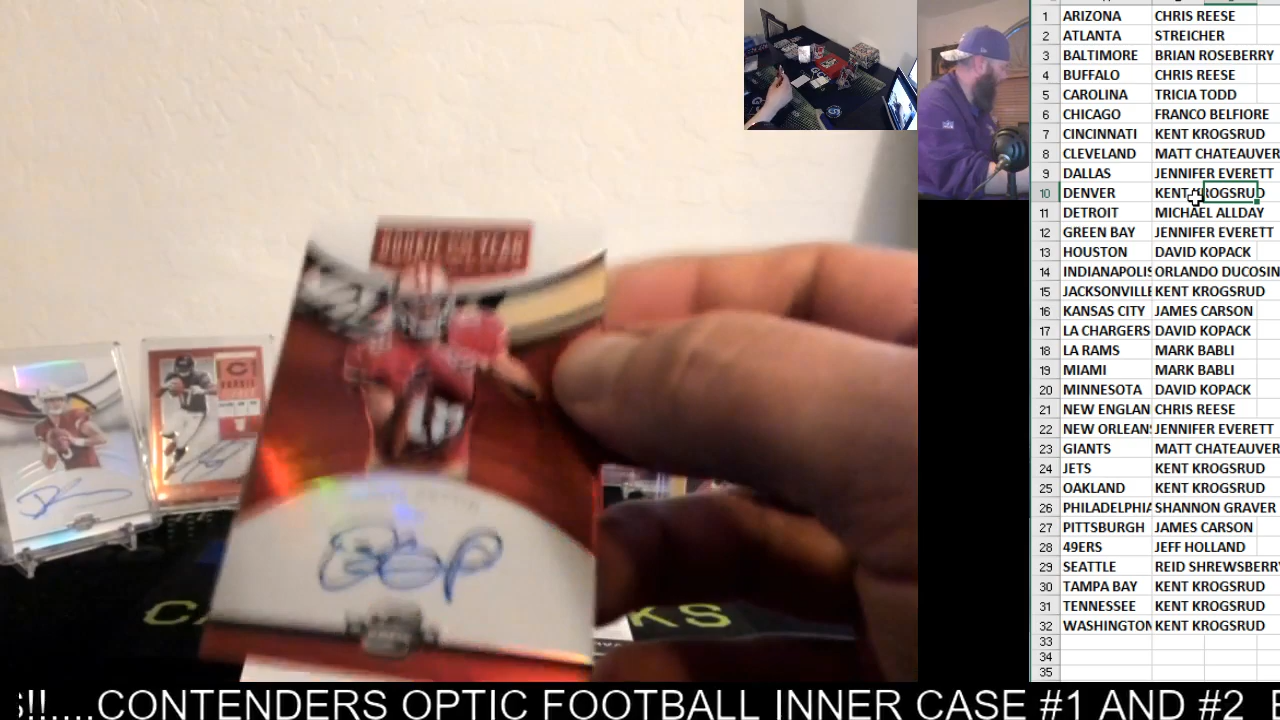 ROOKIE OF THE YEAR
1 ARIZONA CHRIS REESE
2 ATLANTA STREICHER
3 BALTIMORE BRIAN ROSEBERRY
4 BUFFALO CHRIS REESE
5 CAROLINA TRICIA TODD
6 CHICAGO FRANCO BELFIORE
7 CINCINNATI KENT KROGSRUD
8 CLEVELAND MATT CHATEAUVER
9 DALLAS JENNIFER EVERETT
10 DENVER KENT KROGSRUD
11 DETROIT MICHAEL ALLDAY
12 GREEN BAY JENNIFER EVERETT
13 HOUSTON DAVID KOPACK
14 INDIANAPOLIS ORLANDO DUCOSIN
15 JACKSONVILLE KENT KROGSRUD
16 KANSAS CITY JAMES CARSON
17 LA CHARGERS DAVID KOPACK
18 LA RAMS MARK BABLI
19 MIAMI MARK BABLI
20 MINNESOTA DAVID KOPACK
21 NEW ENGLAN CHRIS REESE
22 NEW ORLEANS JENNIFER EVERETT
23 GIANTS MATT CHATEAUVER
24 JETS KENT KROGSRUD
25 OAKLAND KENT KROGSRUD
26 PHILADELPHIA SHANNON GRAVER
27 PITTSBURGH JAMES CARSON
28 49ERS JEFF HOLLAND
29 SEATTLE REID SHREWSBERRY
30 TAMPA BAY KENT KROGSRUD
31 TENNESSEE KENT KROGSRUD
32 WASHINGTON KENT KROGSRUD
33
34
35
S!!....CONTENDERS OPTIC FOOTBALL INNER CASE #1 AND #2